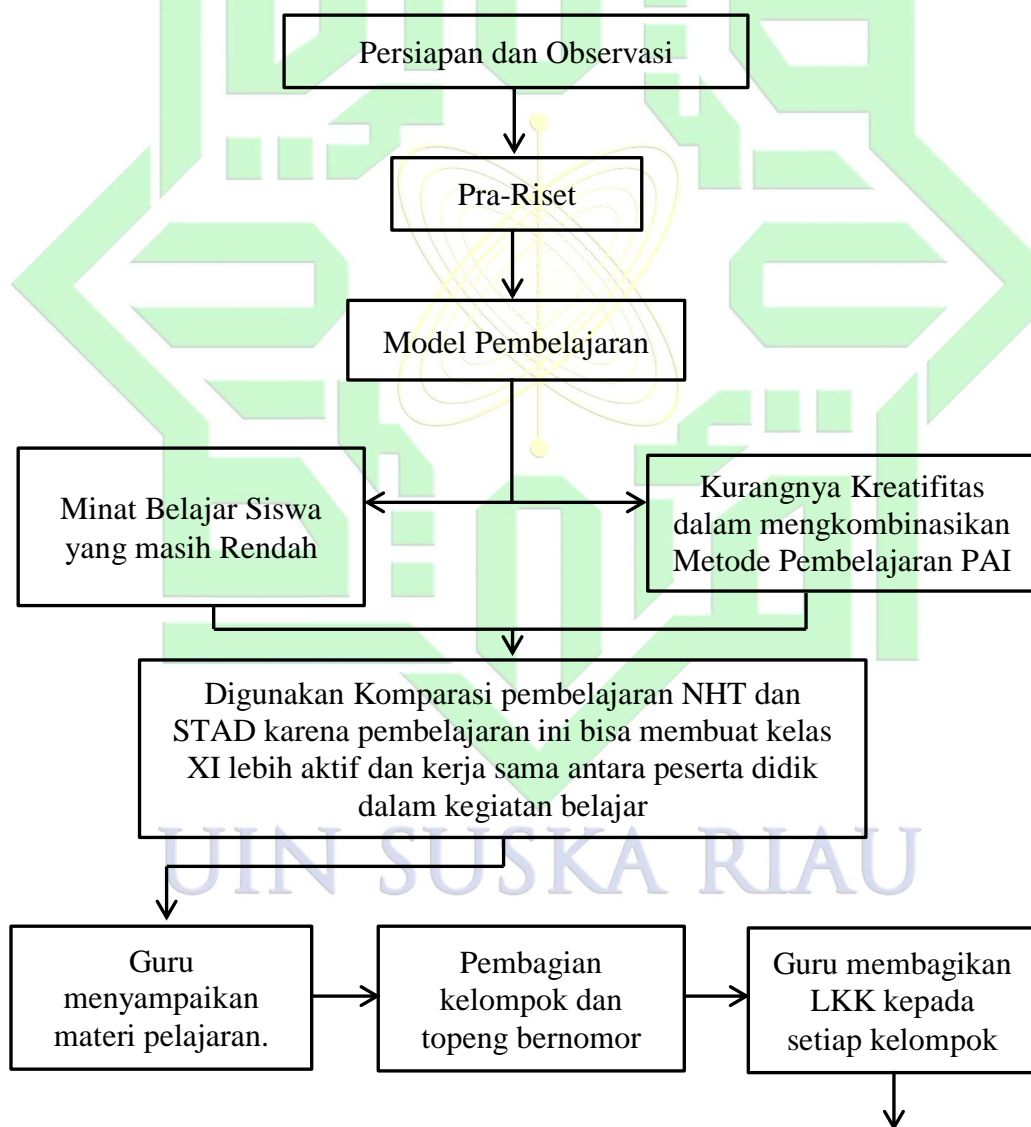 Persiapan dan Observasi
Pra-Riset
Model Pembelajaran
Minat Belajar Siswa
yang masih Rendah
Kurangnya Kreatifitas
dalam mengkombinasikan
Metode Pembelajaran PAI
Digunakan Komparasi pembelajaran NHT dan
STAD karena pembelajaran ini bisa membuat kelas
XI lebih aktif dan kerja sama antara peserta didik
dalam kegiatan belajar
UIN SUSKA RIAU
Guru
menyampaikan
materi pelajaran.
Pembagian
kelompok dan
topeng bernomor
Guru membagikan
LKK kepada
setiap kelompok